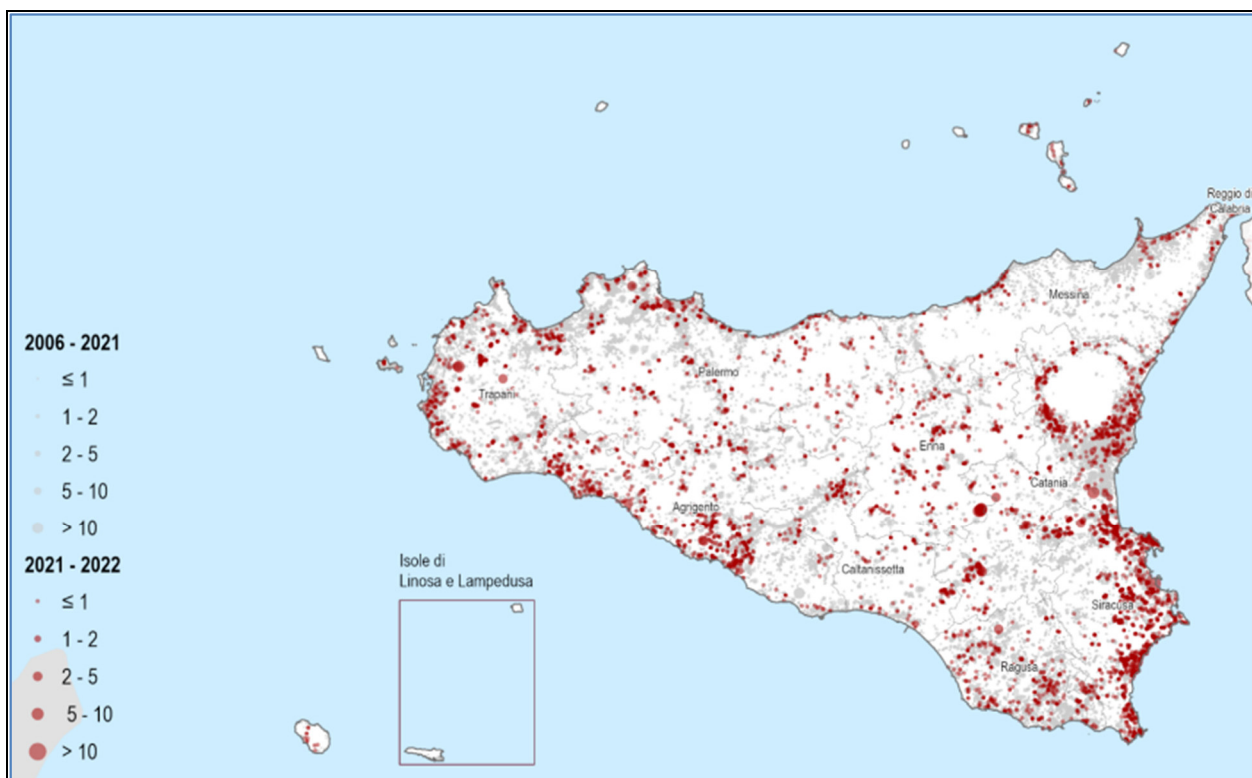 Reggio di
Calabria
Messina
2006 - 2021
≤ 1
1 - 2
2 - 5
5 - 10
> 10
Palermo
Trapani
Enna
Catania
Agrigento
2021 - 2022
≤ 1
1 - 2
2 - 5
5 - 10
> 10
Isole di
Linosa e Lampedusa
Caltanissetta
Siracusa
Ragusa